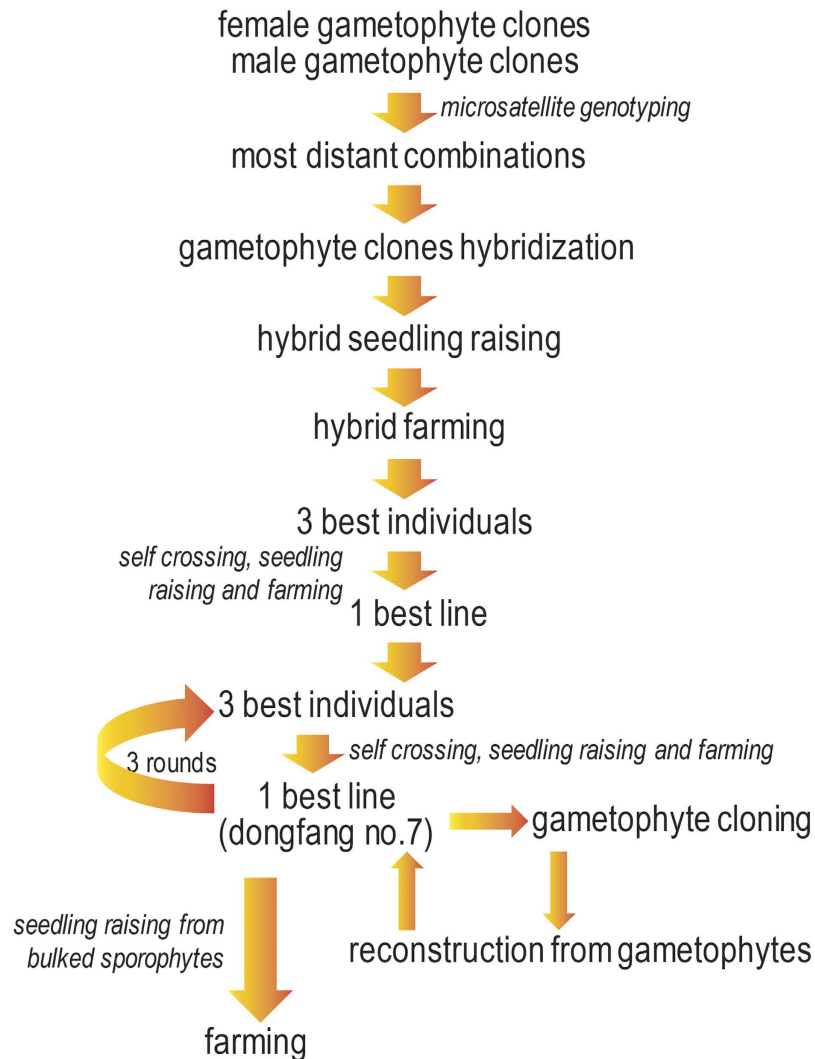 female gametophyte clones
male gametophyte clones
microsatellite genotyping
most distant combinations
gametophyte clones hybridization
hybrid seedling raising
hybrid farming
3 best individuals
self crossing, seedling
raising and farming
1 best line
3 best individuals
self crossing, seedling raising and farming
3 rounds
1 best line
(dongfang no.7)
gametophyte cloning
seedling raising from
bulked sporophytes
reconstruction from gametophytes
farming